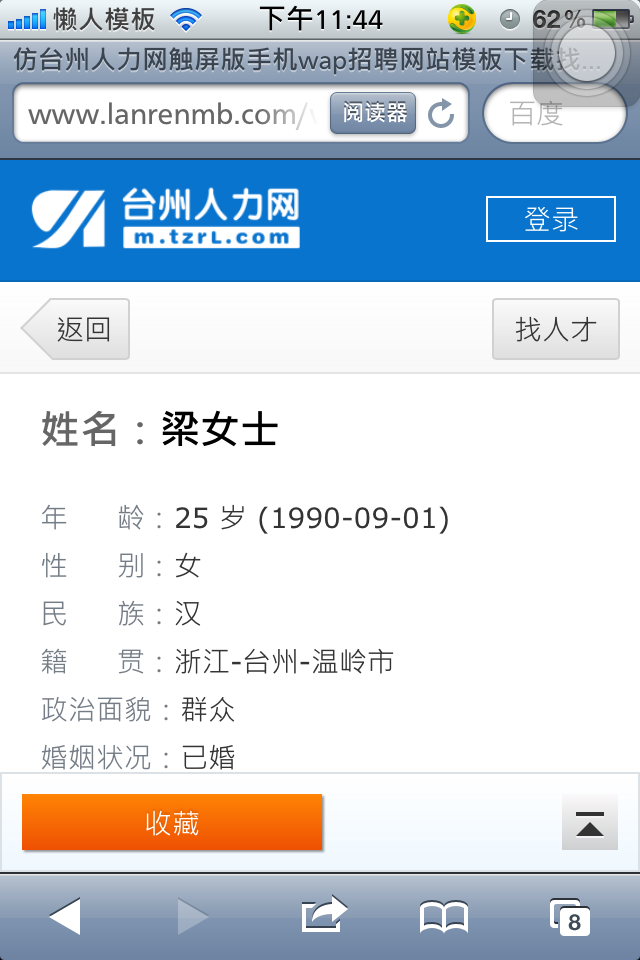 懒人模板 下午11:44 62%
仿台州人力网触屏版手机wap招聘网站模板下载找...
www.lanrenmb.com/ 阅读器 百度
台州人力网
m.tzrL.com
登录
返回 找人才
姓名：梁女士
年 龄：25 岁 (1990-09-01)
性 别：女
民 族：汉
籍 贯：浙江-台州-温岭市
政治面貌：群众
婚姻状况：已婚
收藏
8